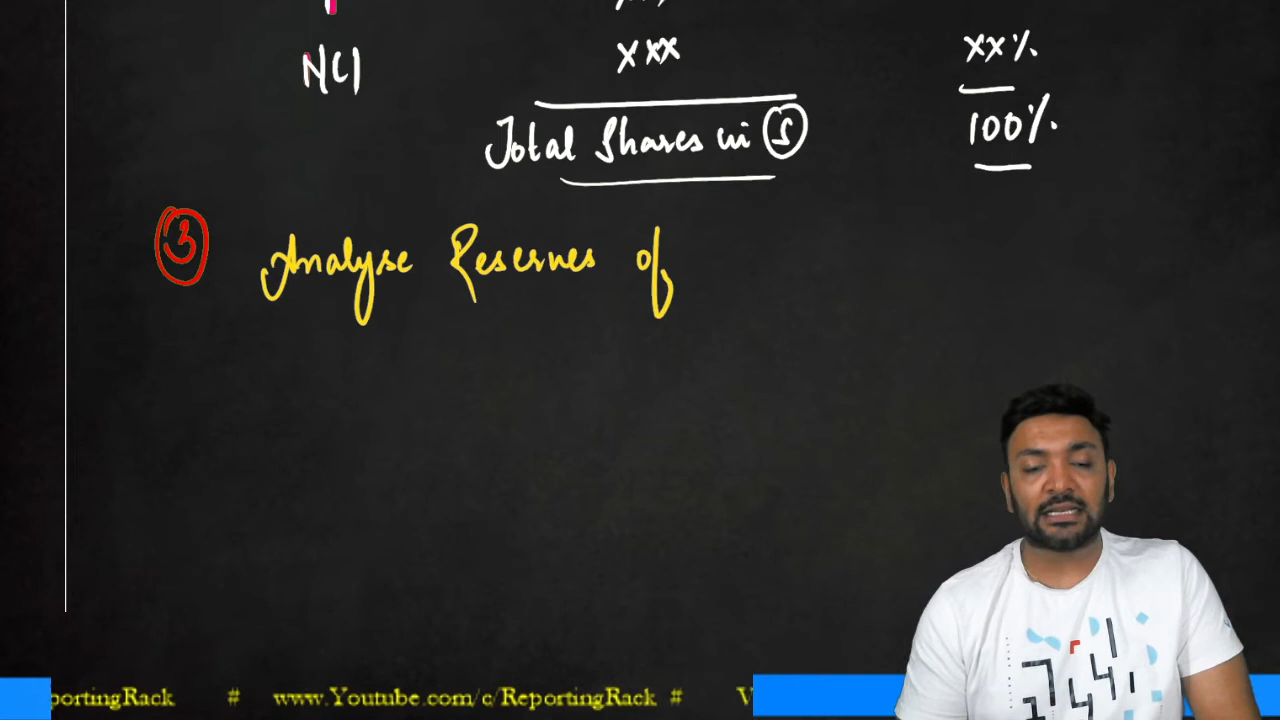 NCI xxx xx%
Total Shares in S 100%
3 Analyse Reserves of
portingRack # www.Youtube.com/c/ReportingRack # V